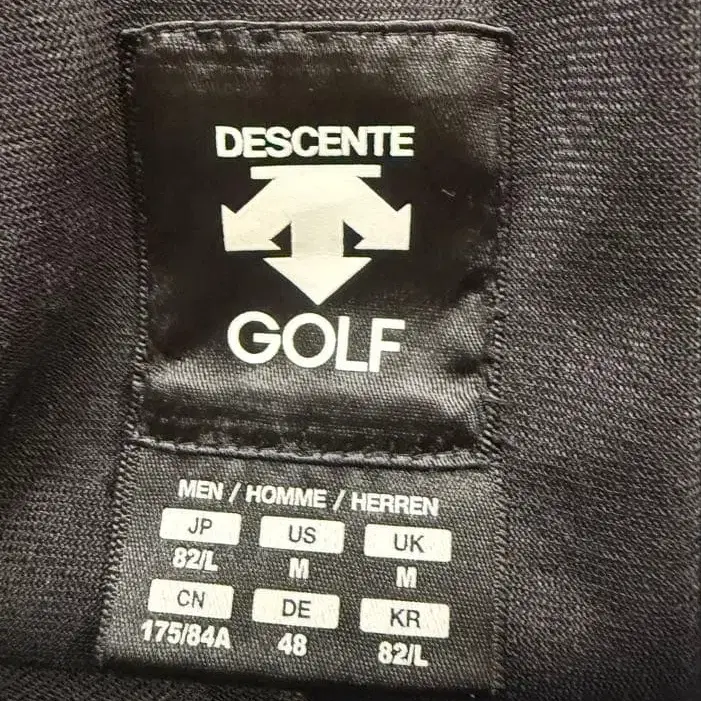 DESCENTE
GOLF
MEN / HOMME / HERREN
JP US UK
82/L M M
CN DE KR
175/84A 48 82/L